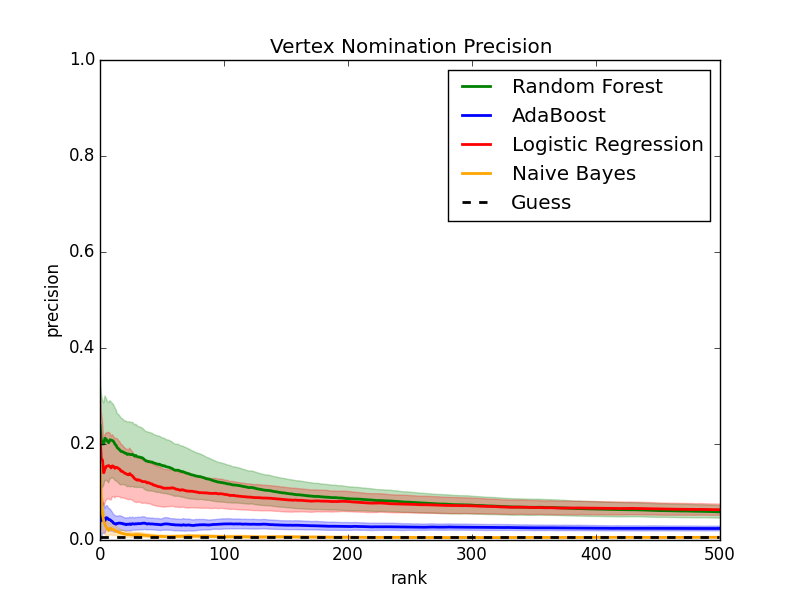 Vertex Nomination Precision
1.0
0.8
0.6
0.4
0.2
0.0
precision
Random Forest
AdaBoost
Logistic Regression
Naive Bayes
Guess
0 100 200 300 400 500
rank